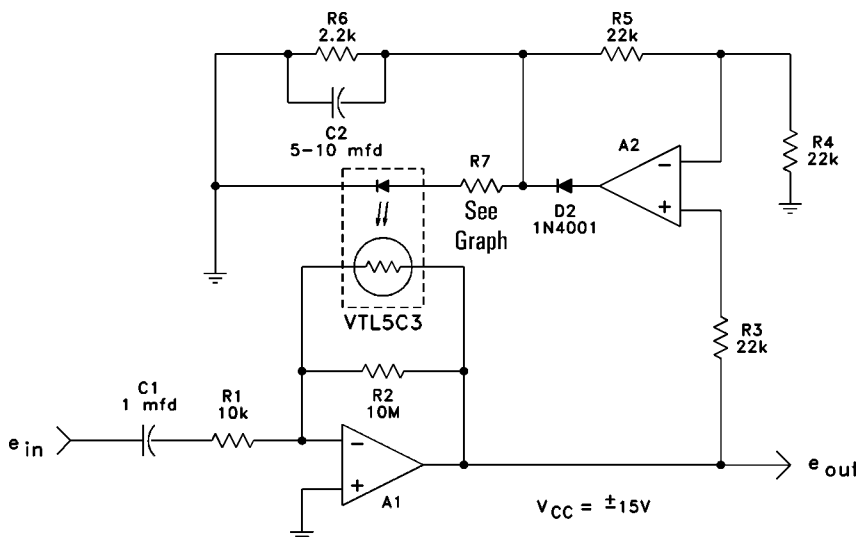 R6
2.2k
C2
5-10 mfd
R5
22k
R4
22k
A2
−
+
R7
See
Graph
D2
1N4001
VTL5C3
R3
22k
C1
1 mfd
R1
10k
R2
10M
e in
−
+
A1
e out
VCC = ±15V